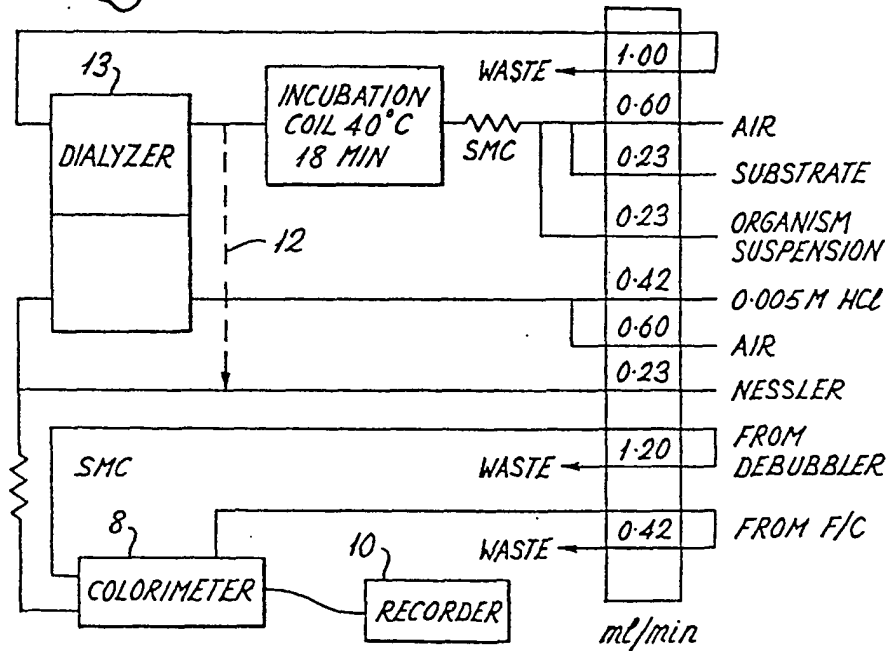 1·00
WASTE
13
INCUBATION
COIL 40°C
18 MIN
0·60
AIR
DIALYZER
SMC
0·23
SUBSTRATE
0·23
ORGANISM
SUSPENSION
12
0·42
0·005M HCl
0·60
AIR
0·23
NESSLER
SMC
WASTE
1·20
FROM
DEBUBBLER
8
10
WASTE
0·42
FROM F/C
COLORIMETER
RECORDER
ml/min